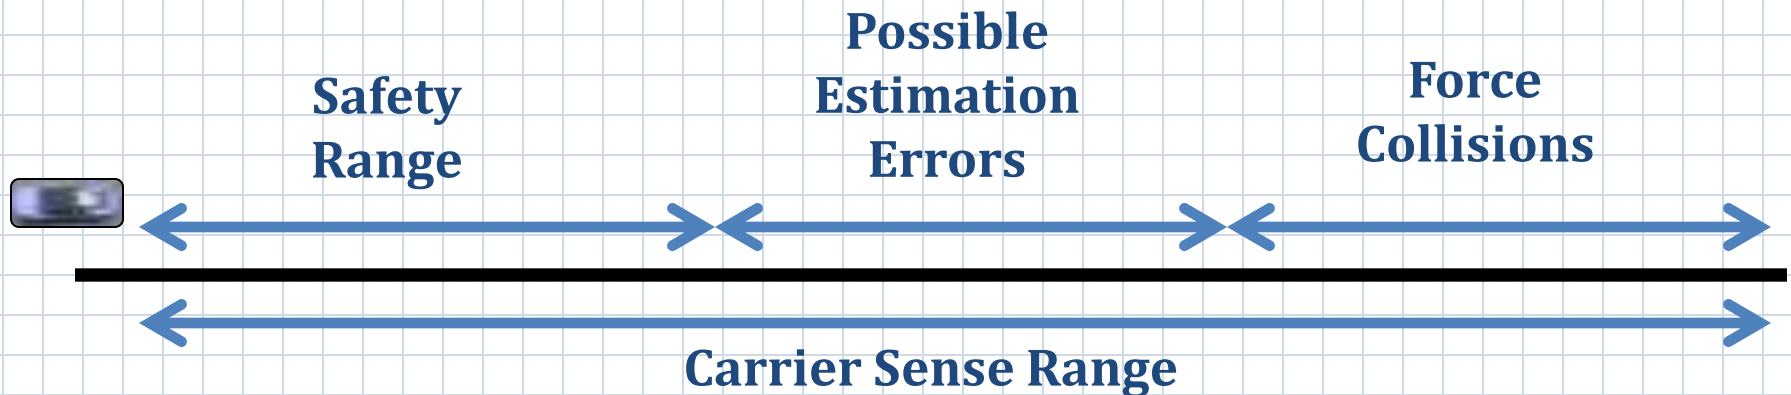 Safety
Range
Possible
Estimation
Errors
Force
Collisions
Carrier Sense Range